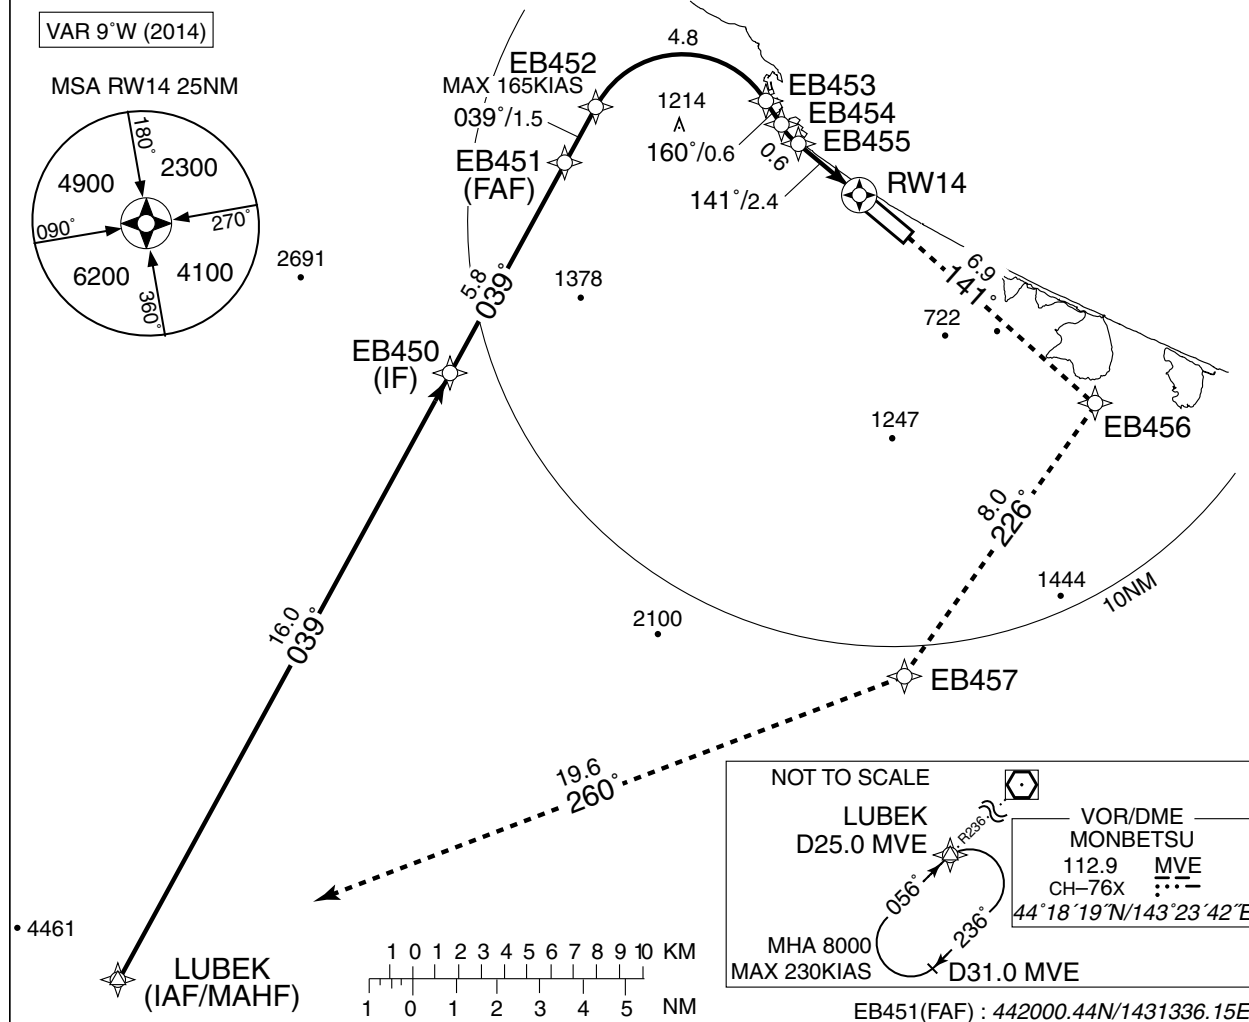 VAR 9°W (2014)
MSA RW14 25NM
180°
4900
2300
090°
270°
6200
4100
360°
2691
EB452
MAX 165KIAS
039°/1.5
4.8
1214
EB453
EB454
EB455
160°/0.6
0.6
141°/2.4
RW14
EB451
(FAF)
5.8
039°
1378
EB450
(IF)
6.9
141°
722
1247
EB456
8.0
226°
1444
10NM
2100
16.0
039°
EB457
19.6
260°
4461
LUBEK
(IAF/MAHF)
1 0 1 2 3 4 5 6 7 8 9 10 KM
1 0 1 2 3 4 5 NM
NOT TO SCALE
LUBEK
D25.0 MVE
R236
056°
236°
MHA 8000
MAX 230KIAS
D31.0 MVE
VOR/DME
MONBETSU
112.9 MVE
CH–76X
44°18´19˝N/143°23´42˝E
EB451(FAF) : 442000.44N/1431336.15E